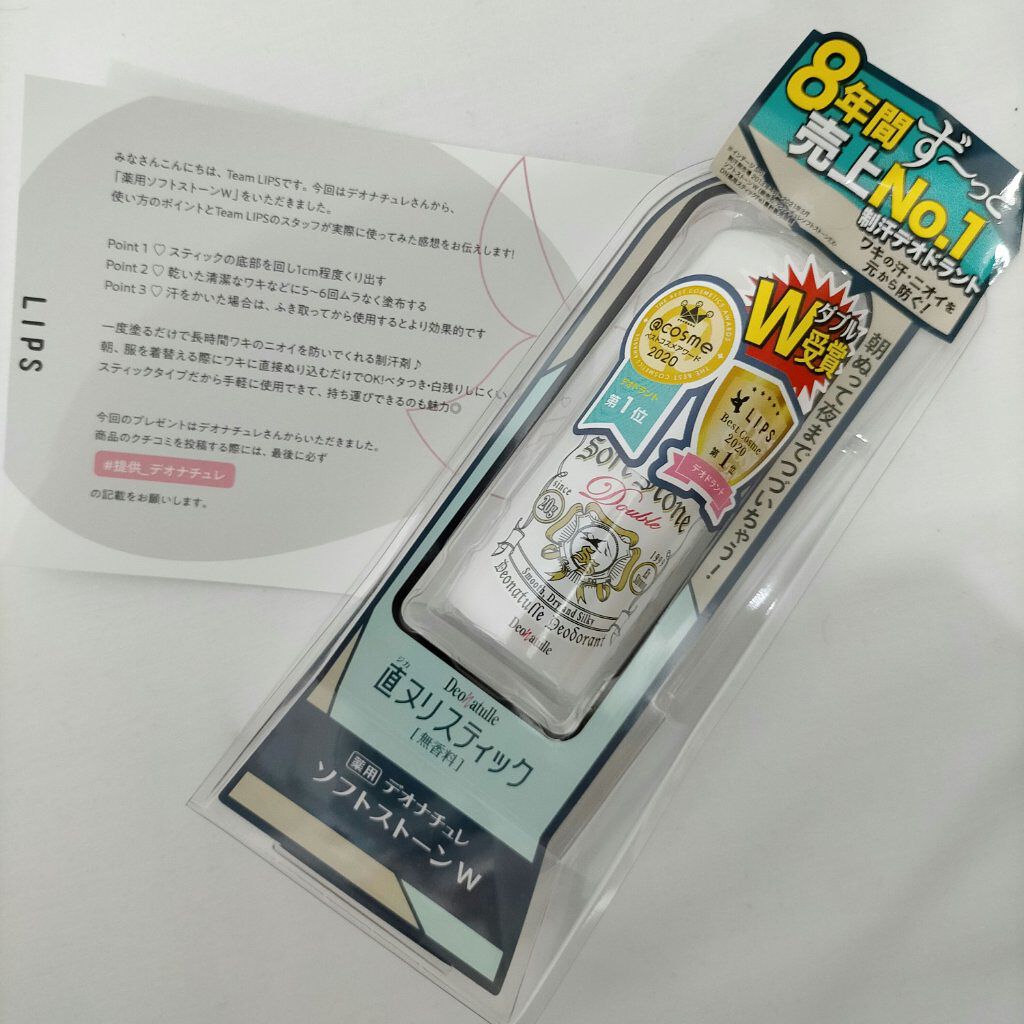 LIPS
みなさんこんにちは、Team LIPSです。今回はデオナチュレさんから、
「薬用ソフトストーンW」をいただきました。
使い方のポイントとTeam LIPSのスタッフが実際に使ってみた感想をお伝えします!
Point 1 ♡ スティックの底部を回し1cm程度くり出す
Point 2 ♡ 乾いた清潔なワキなどに5～6回ムラなく塗布する
Point 3 ♡ 汗をかいた場合は、ふき取ってから使用するとより効果的です
一度塗るだけで長時間ワキのニオイを防いでくれる制汗剤♪
朝、服を着替える際にワキに直接ぬり込むだけでOK!ベタつき・白残りしにくい
スティックタイプだから手軽に使用できて、持ち運びできるのも魅力◎
今回のプレゼントはデオナチュレさんからいただきました。
商品のクチコミを投稿する際には、最後に必ず
#提供_デオナチュレ
の記載をお願いします。
8年間ず〜っと
売上No.1
制汗デオドラント
ワキの汗・ニオイを
元から防ぐ!
朝ぬって夜までつづいちゃう!
ダブル
W受賞
THE BEST COSMETICS AWARDS
@cosme
ベストコスメアワード
2020
デオドラント
第1位
LIPS
Best Cosme
2020
第1位
デオドラント
Soft Stone
Double
since
20g
Smooth, Dry and Silky
Deonatulle Deodorant
Deonatulle
Deonatulle
ジカ
直ヌリスティック
[無香料]
薬用 デオナチュレ
ソフトストーンW